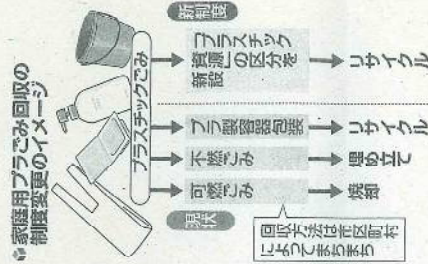 家庭用プラごみ回収の
制度変更のイメージ
プラスチックごみ
新制度
「プラスチック
資源」の区分を
新設
リサイクル
現状
プラ製容器包装
リサイクル
不燃ごみ
埋め立て
可燃ごみ
焼却
回収方法は市区町村
によってまちまち